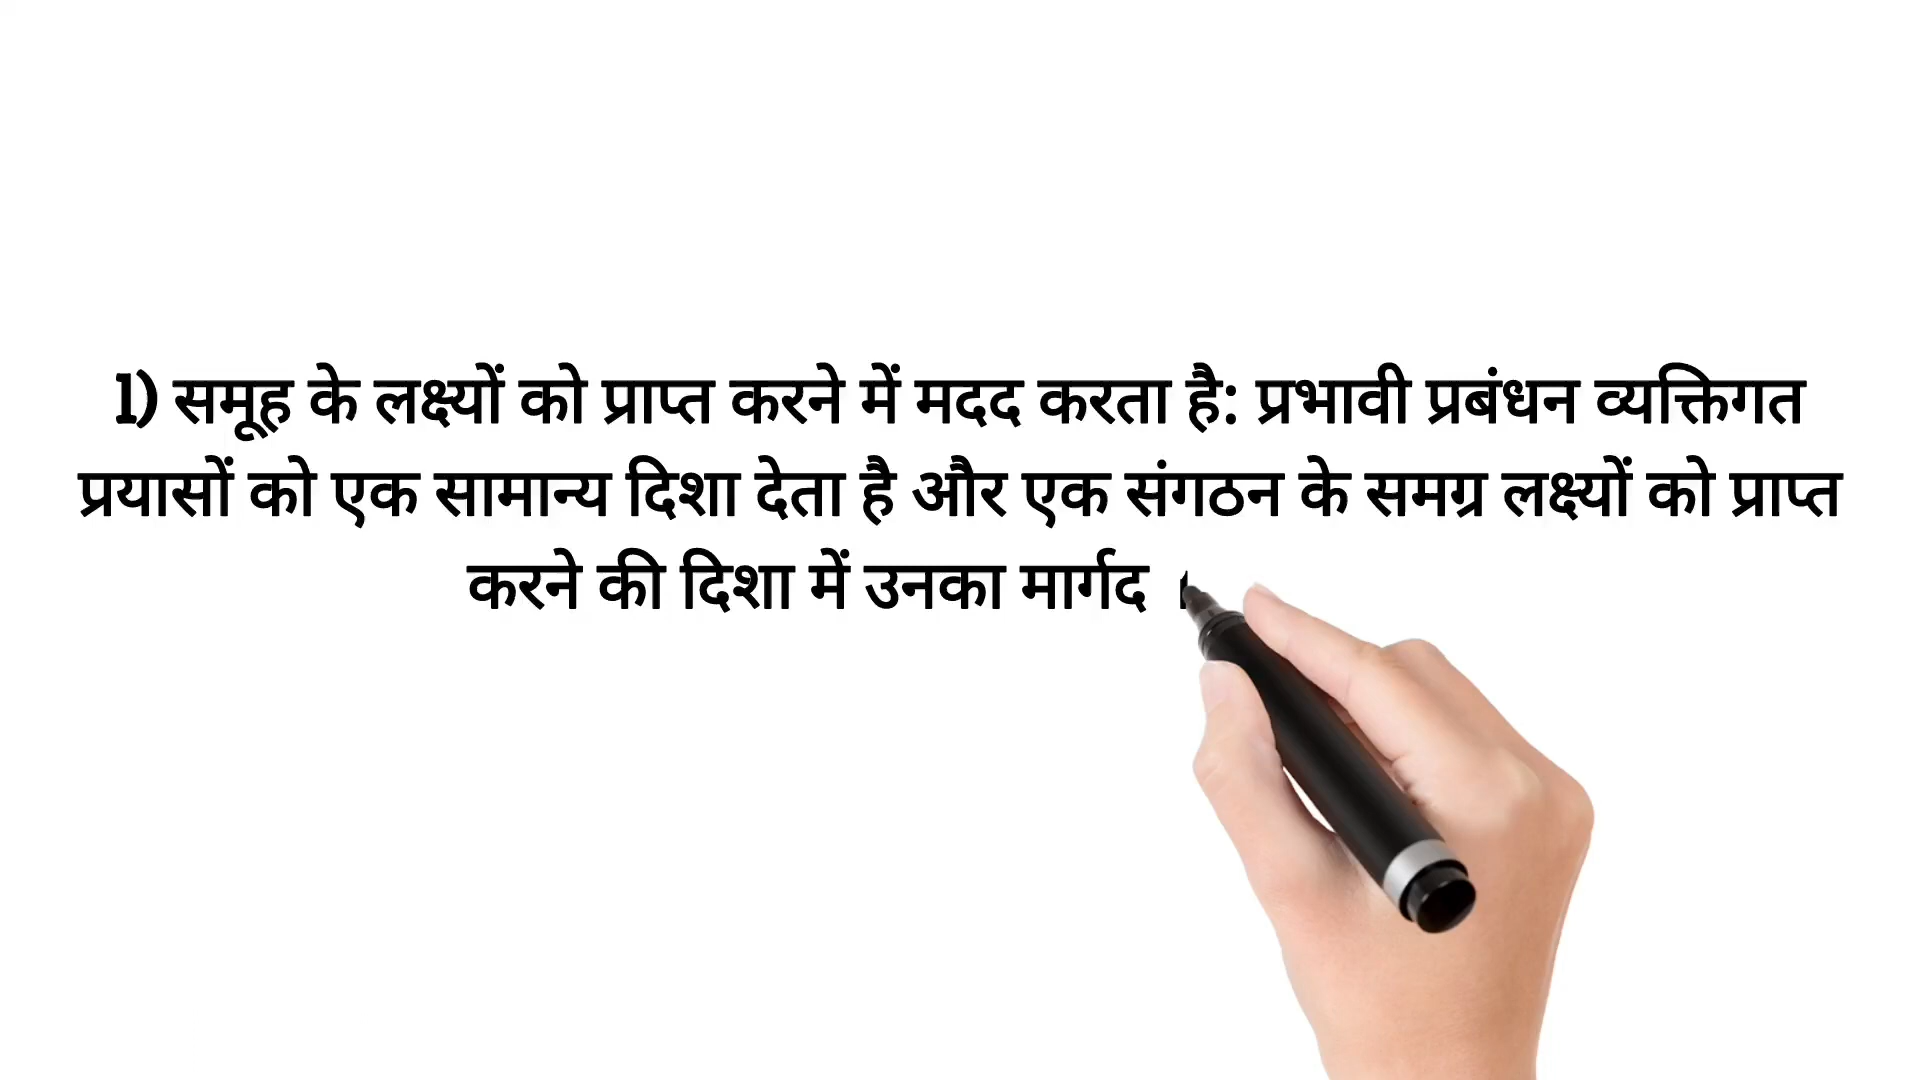 1) समूह के लक्ष्यों को प्राप्त करने में मदद करता है: प्रभावी प्रबंधन व्यक्तिगत
प्रयासों को एक सामान्य दिशा देता है और एक संगठन के समग्र लक्ष्यों को प्राप्त
करने की दिशा में उनका मार्गद